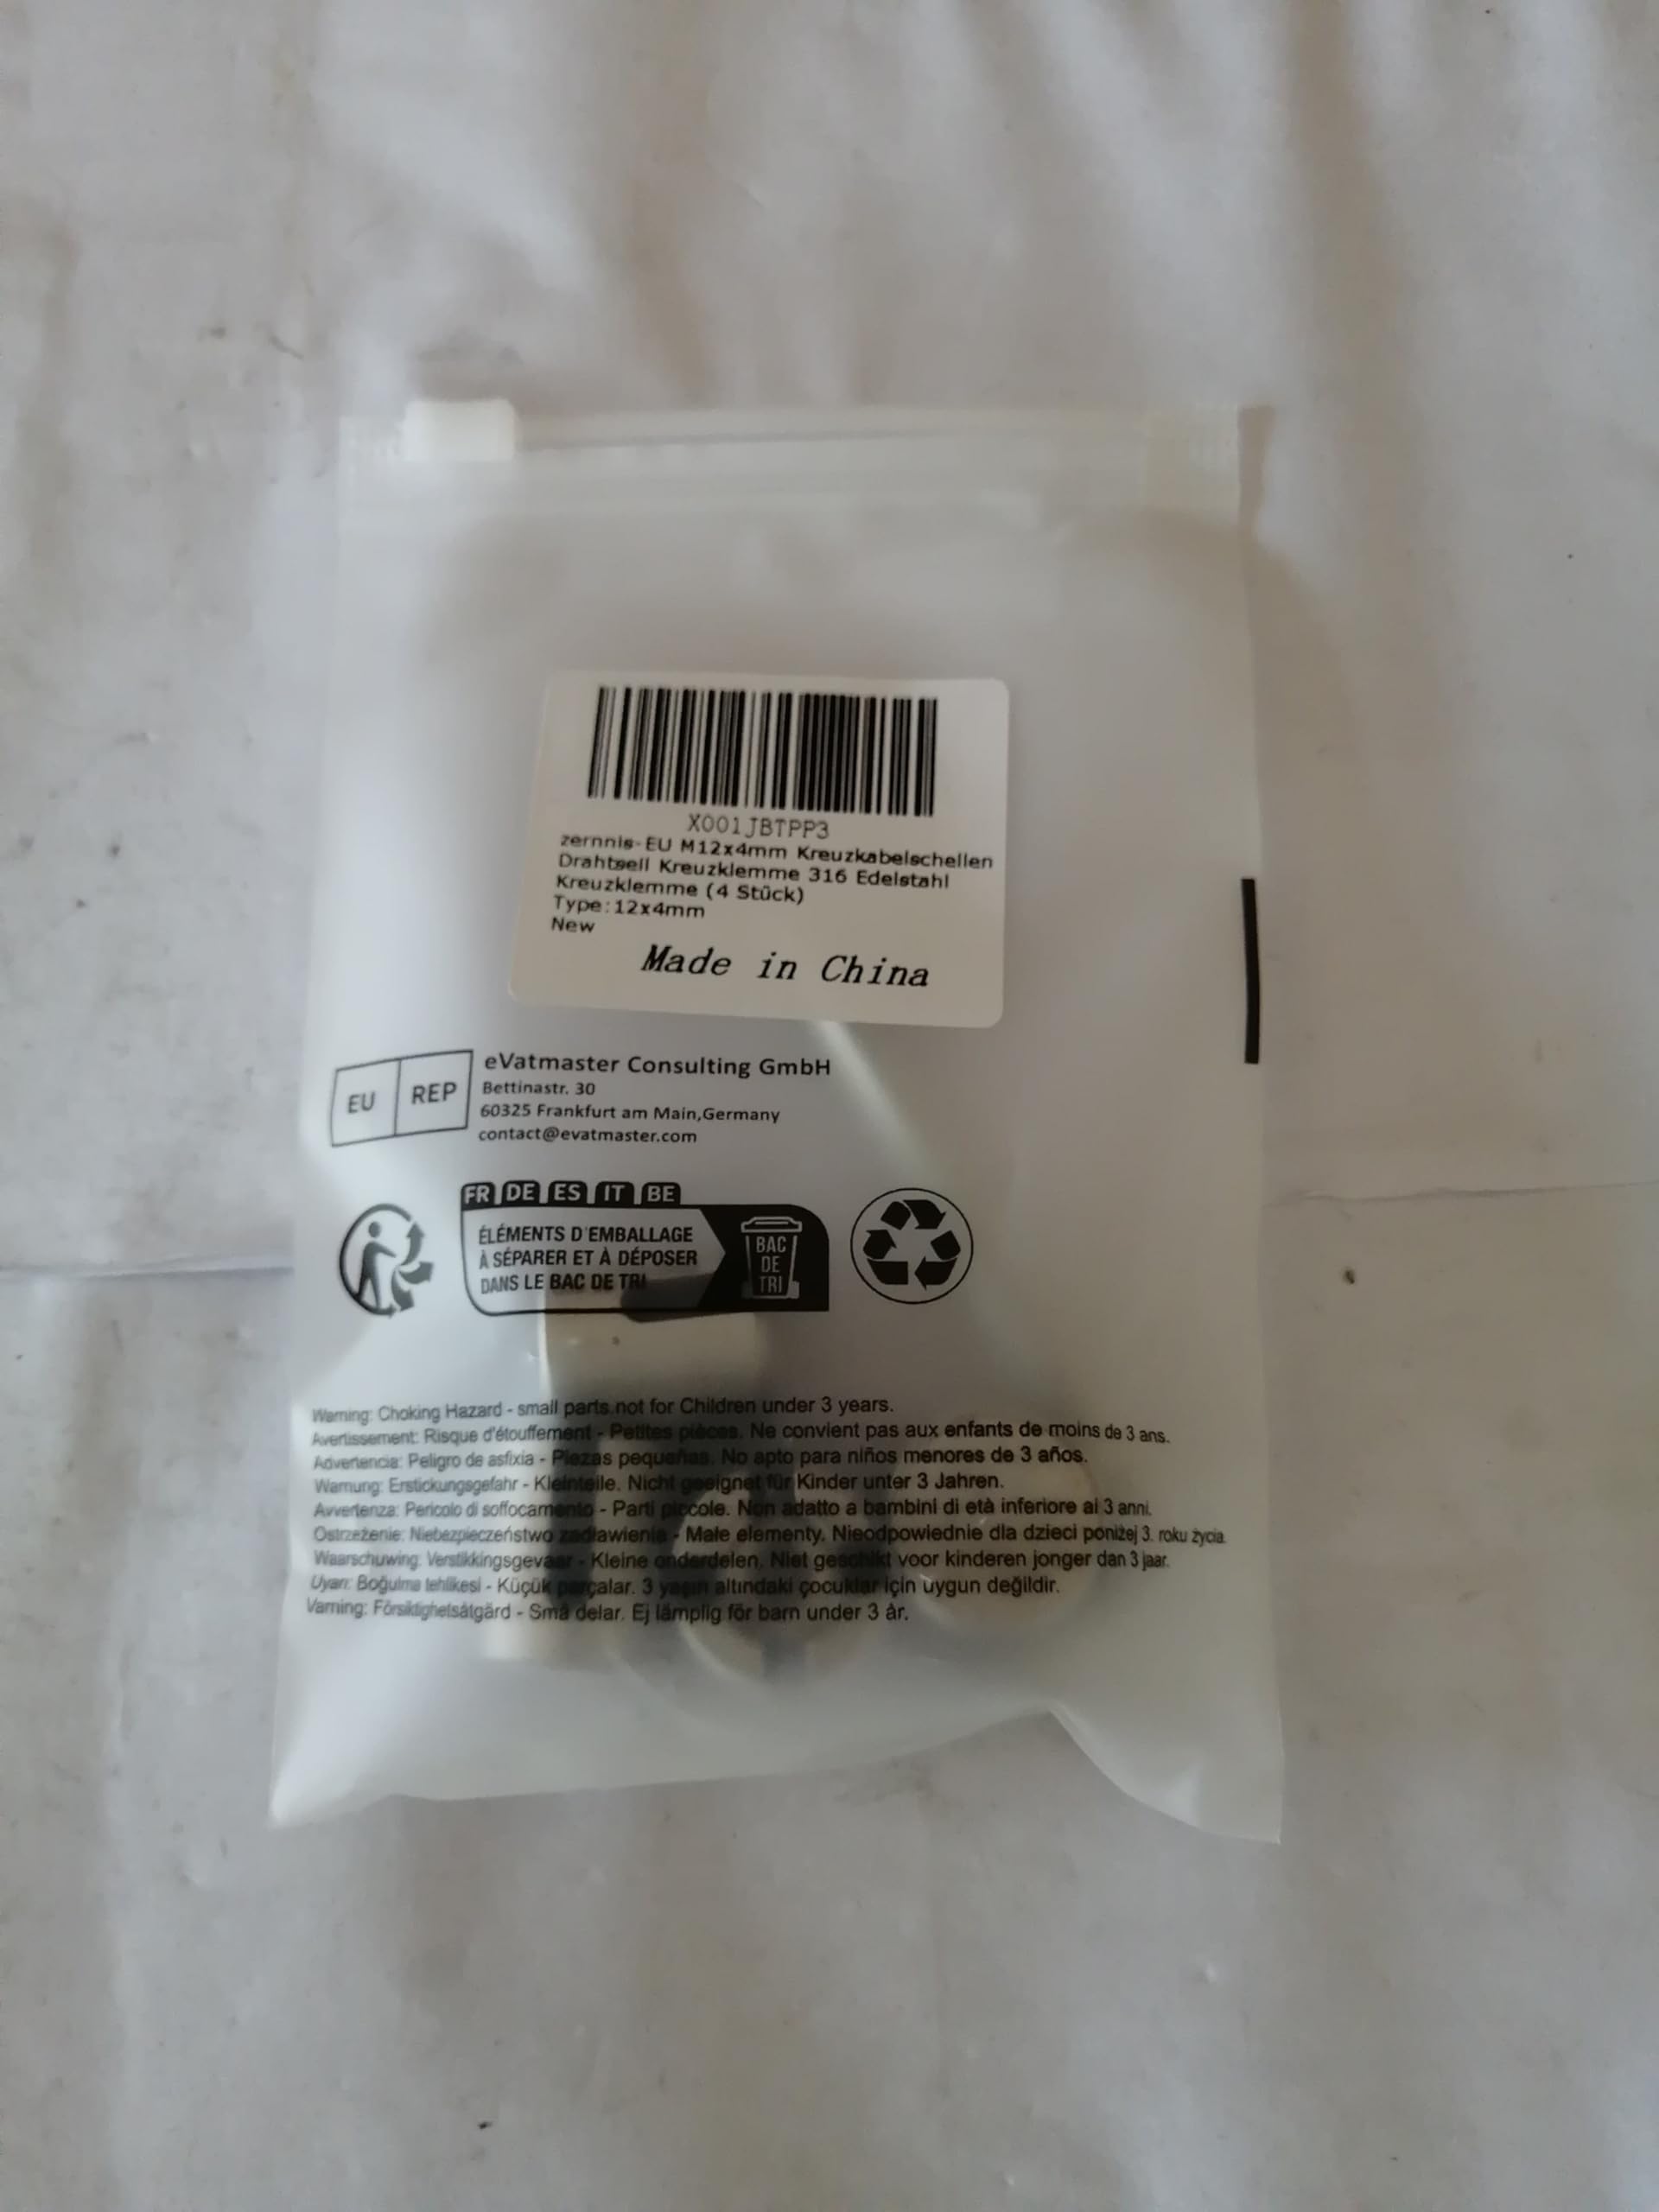 X001JBTPP3
zernnis-EU M12x4mm Kreuzkabelschellen
Drahtseil Kreuzklemme 316 Edelstahl
Kreuzklemme (4 Stück)
Type:12x4mm
New
Made in China
EU REP
eVatmaster Consulting GmbH
Bettinastr. 30
60325 Frankfurt am Main,Germany
contact@evatmaster.com
FR DE ES IT BE
ÉLÉMENTS D'EMBALLAGE
À SÉPARER ET À DÉPOSER
DANS LE BAC DE TRI
BAC
DE
TRI
Warning: Choking Hazard - small parts.not for Children under 3 years.
Avertissement: Risque d'étouffement - Petites pièces. Ne convient pas aux enfants de moins de 3 ans.
Advertencia: Peligro de asfixia - Piezas pequeñas. No apto para niños menores de 3 años.
Warnung: Erstickungsgefahr - Kleinteile. Nicht geeignet für Kinder unter 3 Jahren.
Avvertenza: Pericolo di soffocamento - Parti piccole. Non adatto a bambini di età inferiore ai 3 anni.
Ostrzeżenie: Niebezpieczeństwo zadławienia - Małe elementy. Nieodpowiednie dla dzieci poniżej 3. roku życia.
Waarschuwing: Verstikkingsgevaar - Kleine onderdelen. Niet geschikt voor kinderen jonger dan 3 jaar.
Uyarı: Boğulma tehlikesi - Küçük parçalar. 3 yaşın altındaki çocuklar için uygun değildir.
Varning: Försiktighetsåtgärd - Små delar. Ej lämplig för barn under 3 år.